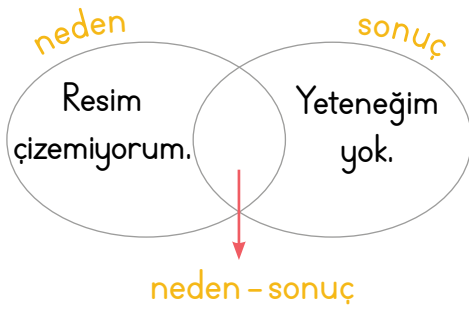 neden
sonuç
Resim
çizemiyorum.
Yeteneğim
yok.
neden – sonuç